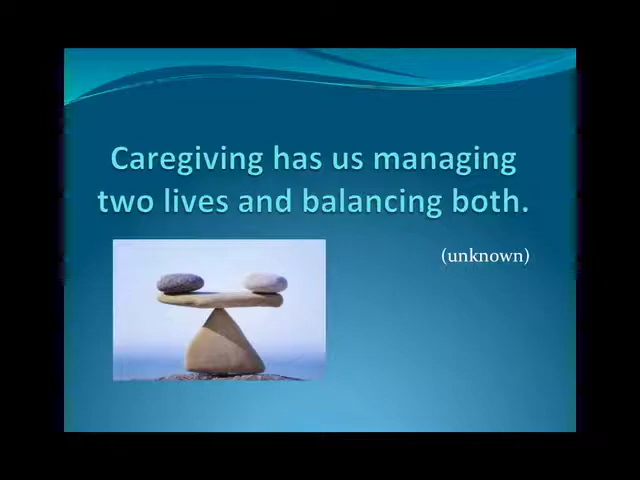 Caregiving has us managing
two lives and balancing both.
(unknown)